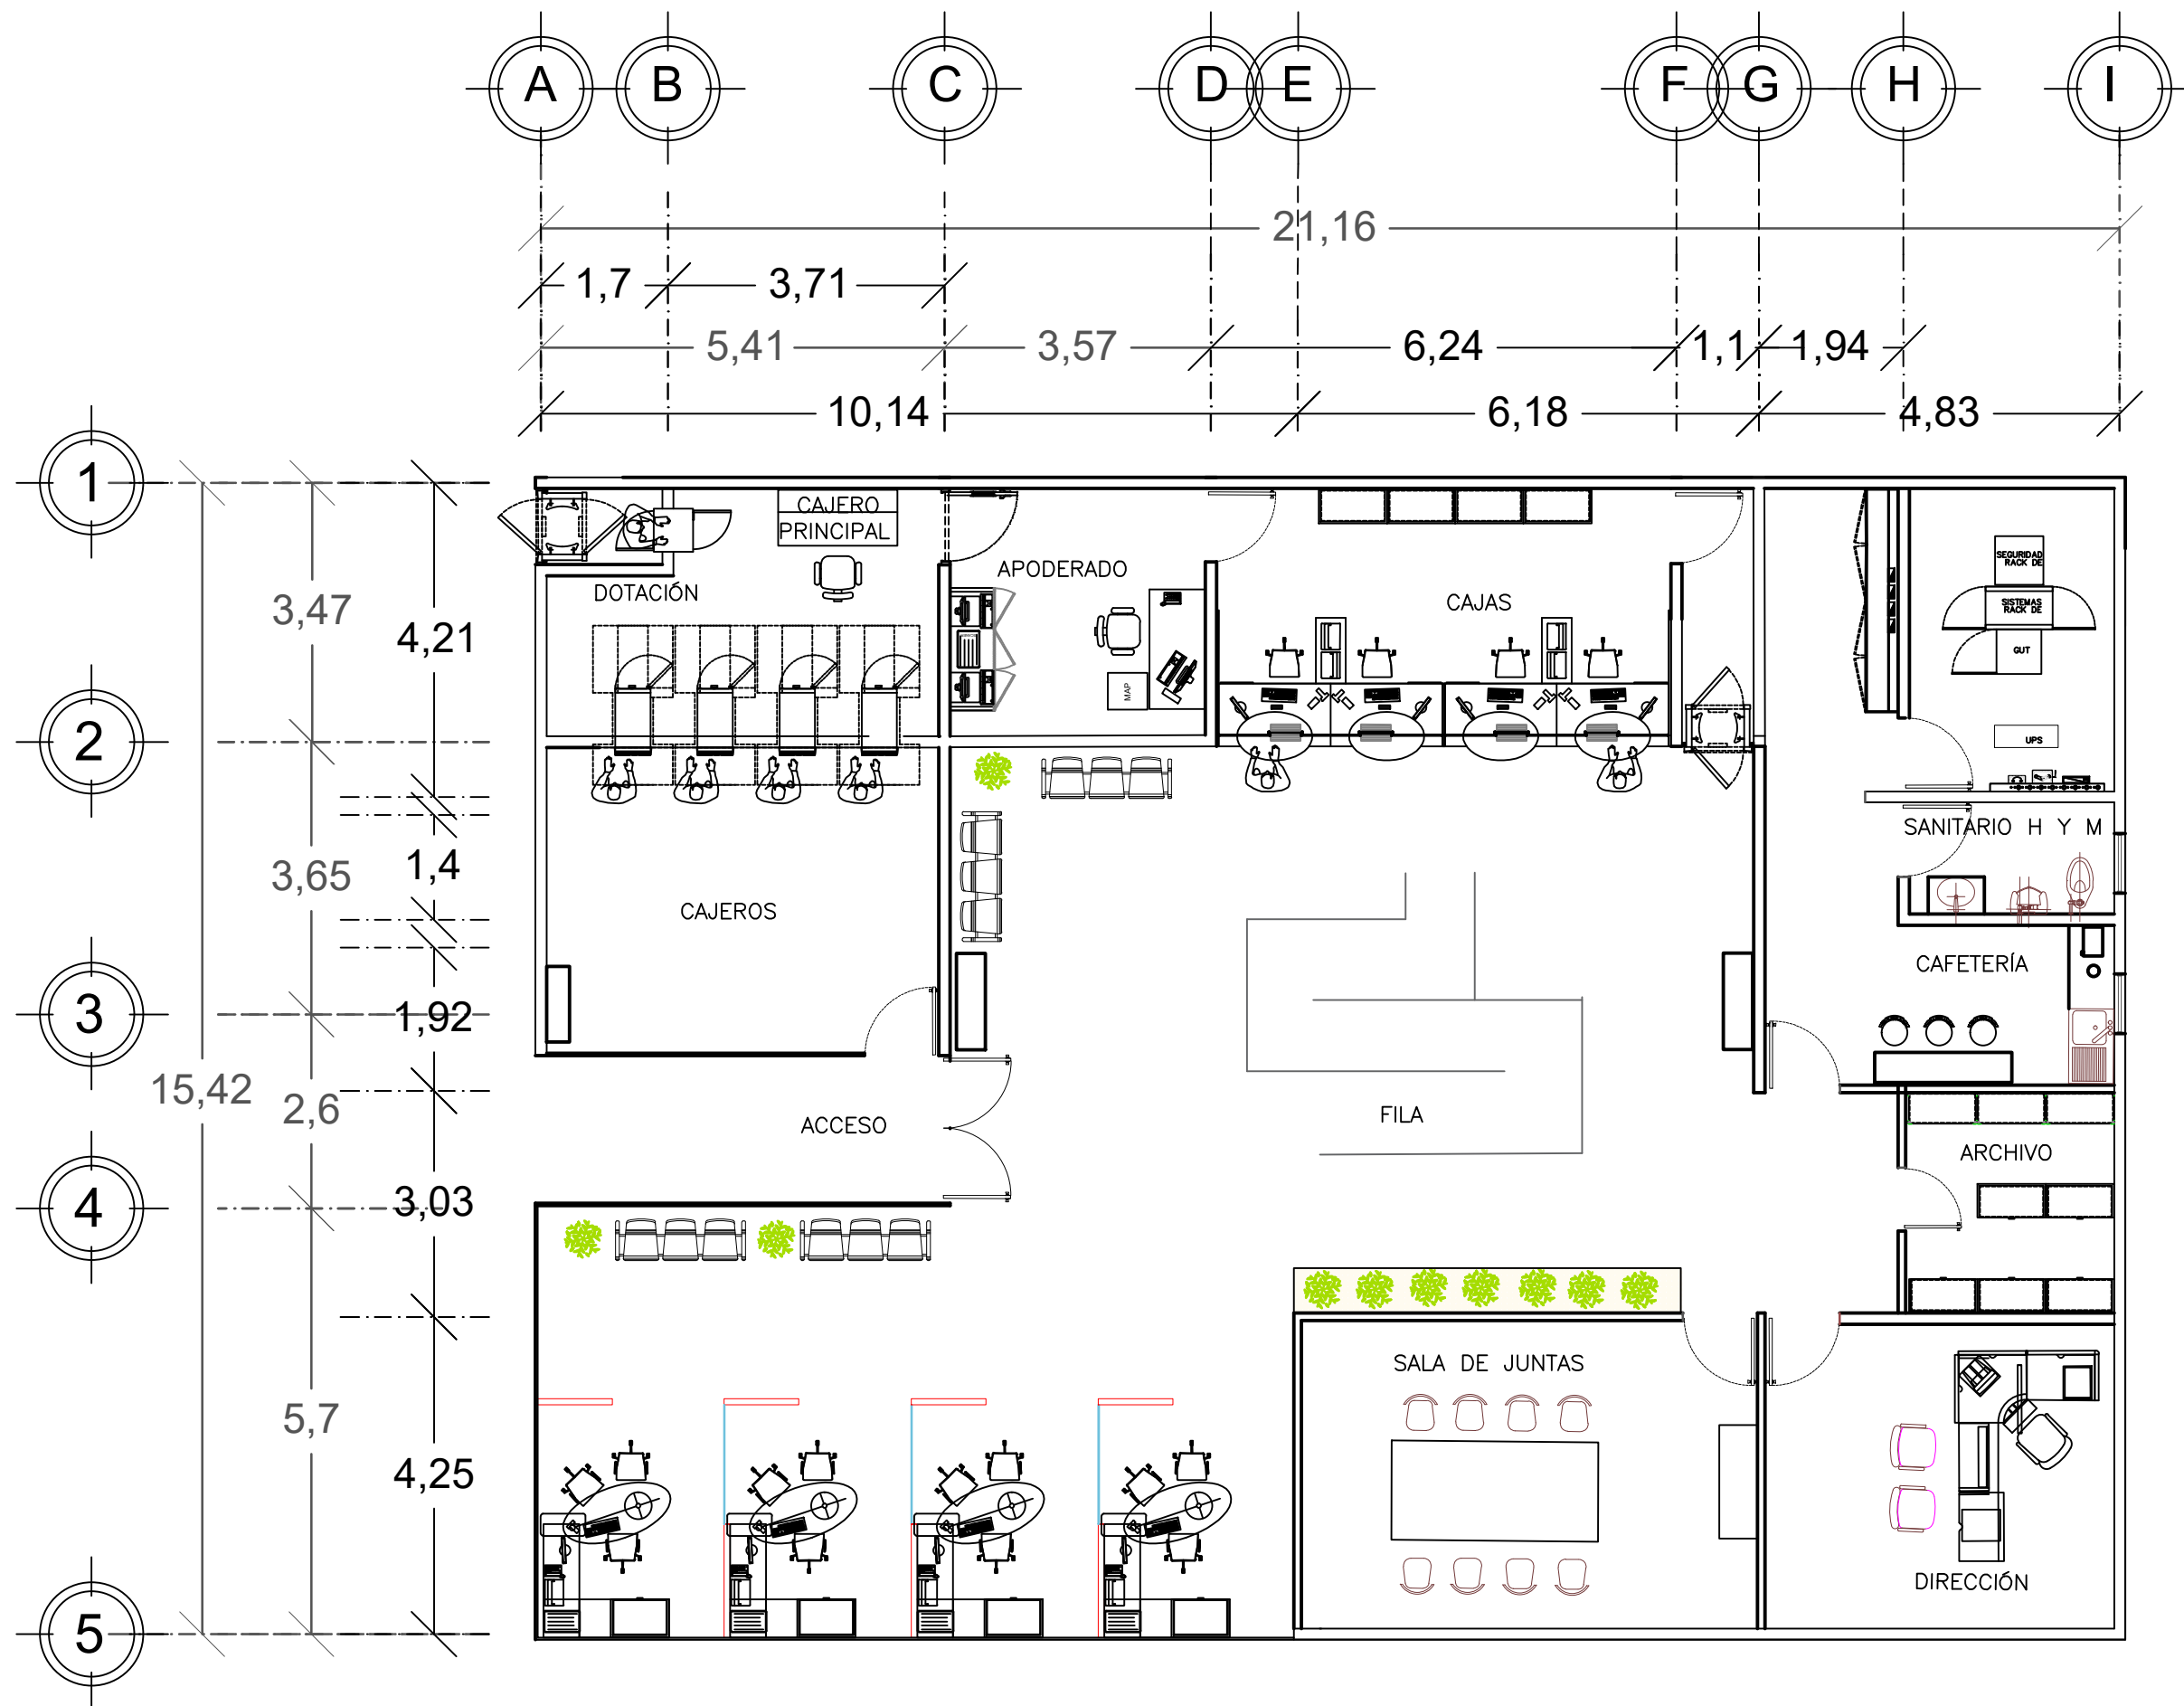 A B C D E F G H I
21,16
1,7 3,71
5,41 3,57 6,24 1,1 1,94
10,14 6,18 4,83
1
CAJERO
PRINCIPAL
SEGURIDAD
RACK DE
APODERADO
DOTACIÓN
CAJAS
SISTEMAS
RACK DE
3,47
4,21
GUT
MAP
2
UPS
SANITARIO H Y M
1,4
3,65
CAJEROS
CAFETERÍA
3
1,92
15,42
2,6
FILA
ACCESO
ARCHIVO
4
3,03
SALA DE JUNTAS
5,7
4,25
DIRECCIÓN
5